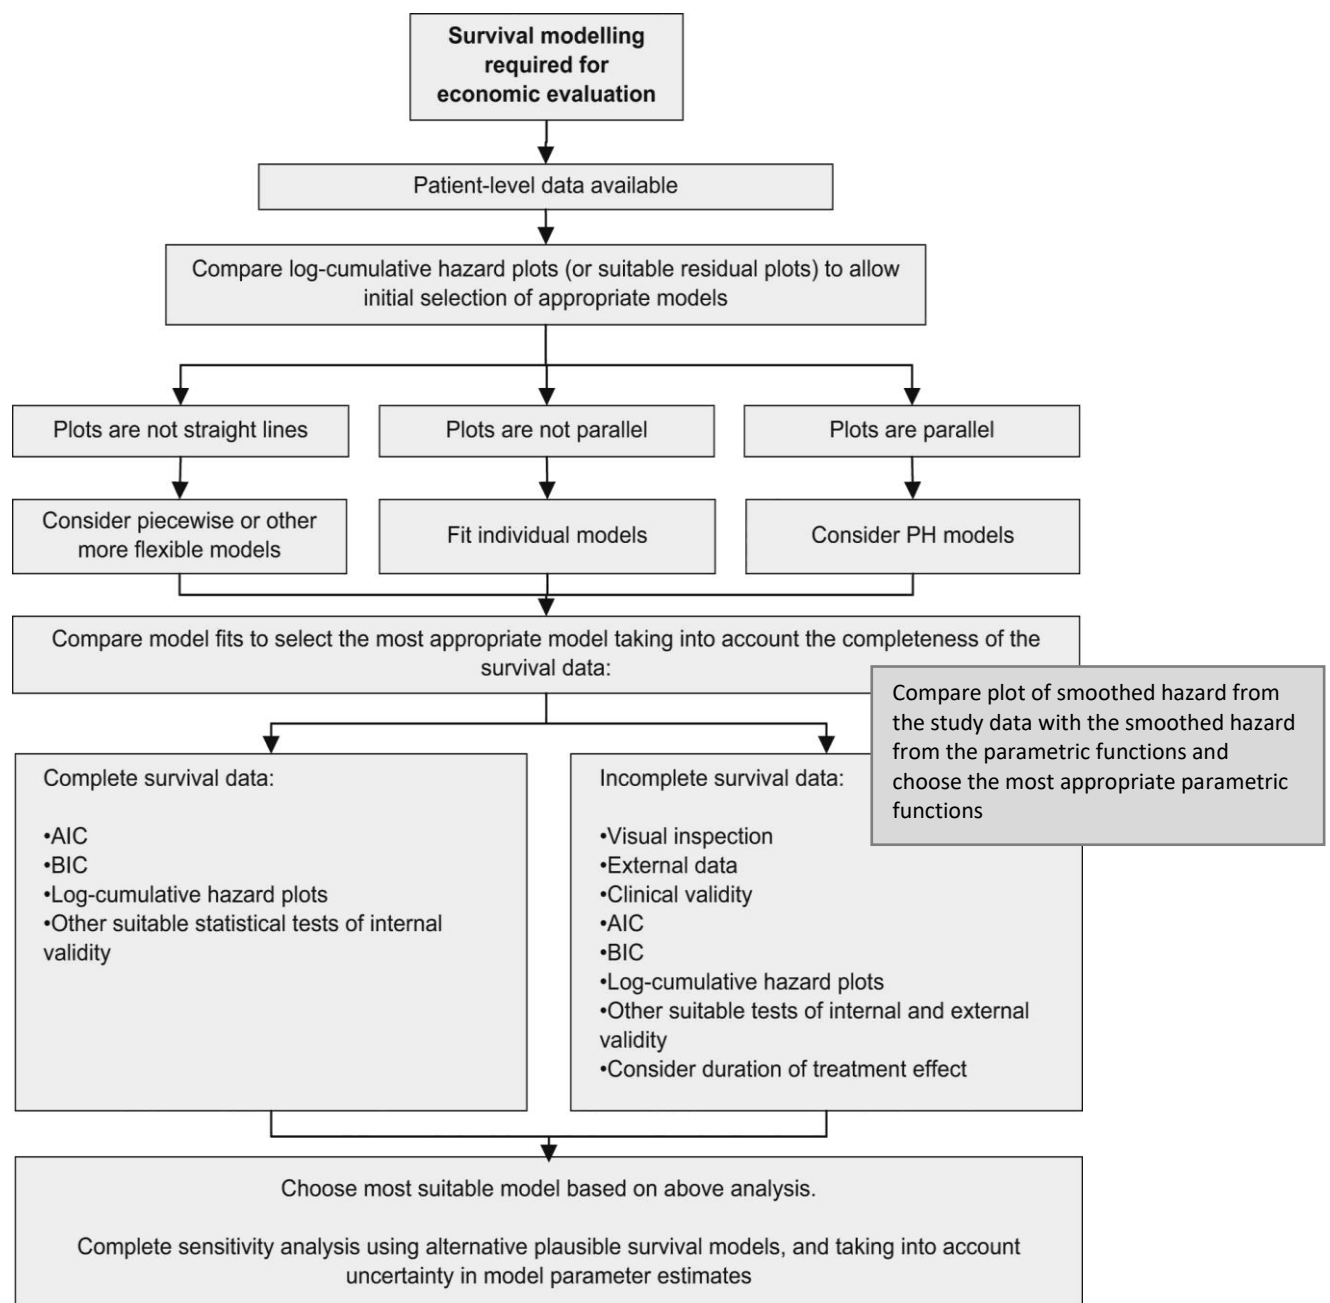 Survival modelling
required for
economic evaluation
Patient-level data available
Compare log-cumulative hazard plots (or suitable residual plots) to allow
initial selection of appropriate models
Plots are not straight lines
Plots are not parallel
Plots are parallel
Consider piecewise or other
more flexible models
Fit individual models
Consider PH models
Compare model fits to select the most appropriate model taking into account the completeness of the
survival data:
Compare plot of smoothed hazard from
the study data with the smoothed hazard
from the parametric functions and
choose the most appropriate parametric
functions
Complete survival data:
•AIC
•BIC
•Log-cumulative hazard plots
•Other suitable statistical tests of internal
validity
Incomplete survival data:
•Visual inspection
•External data
•Clinical validity
•AIC
•BIC
•Log-cumulative hazard plots
•Other suitable tests of internal and external
validity
•Consider duration of treatment effect
Choose most suitable model based on above analysis.
Complete sensitivity analysis using alternative plausible survival models, and taking into account
uncertainty in model parameter estimates